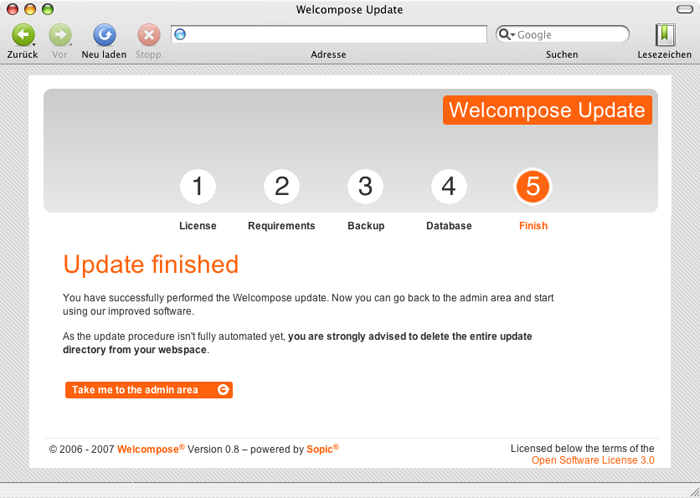 Welcompose Update
Zurück
Vor
Neu laden
Stopp
Adresse
Google
Suchen
Lesezeichen
Welcompose Update
1
2
3
4
5
License
Requirements
Backup
Database
Finish
Update finished
You have successfully performed the Welcompose update. Now you can go back to the admin area and start
using our improved software.
As the update procedure isn't fully automated yet, you are strongly advised to delete the entire update
directory from your webspace.
Take me to the admin area
© 2006 - 2007 Welcompose® Version 0.8 – powered by Sopic®
Licensed below the terms of the
Open Software License 3.0